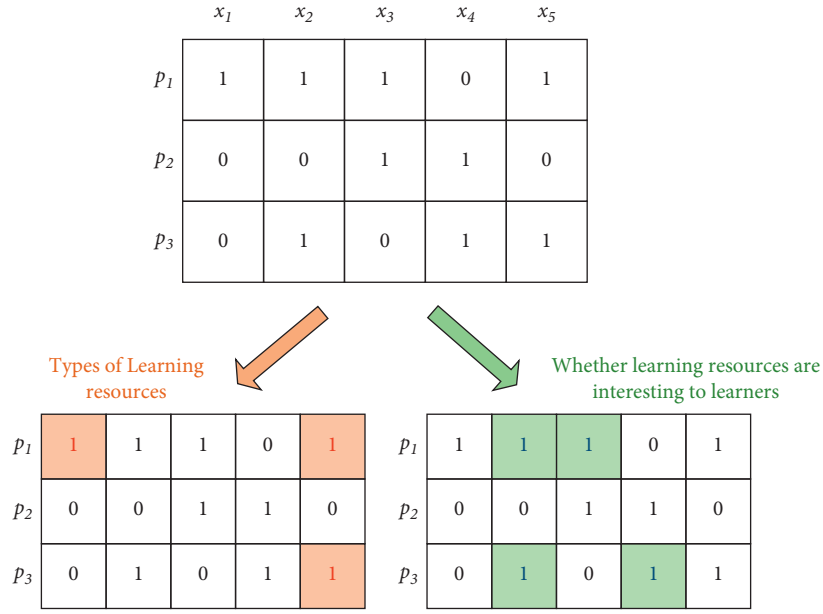 x1 x2 x3 x4 x5
p1 1 1 1 0 1
p2 0 0 1 1 0
p3 0 1 0 1 1
Types of Learning
resources
Whether learning resources are
interesting to learners
p1 1 1 1 0 1
p2 0 0 1 1 0
p3 0 1 0 1 1
p1 1 1 1 0 1
p2 0 0 1 1 0
p3 0 1 0 1 1